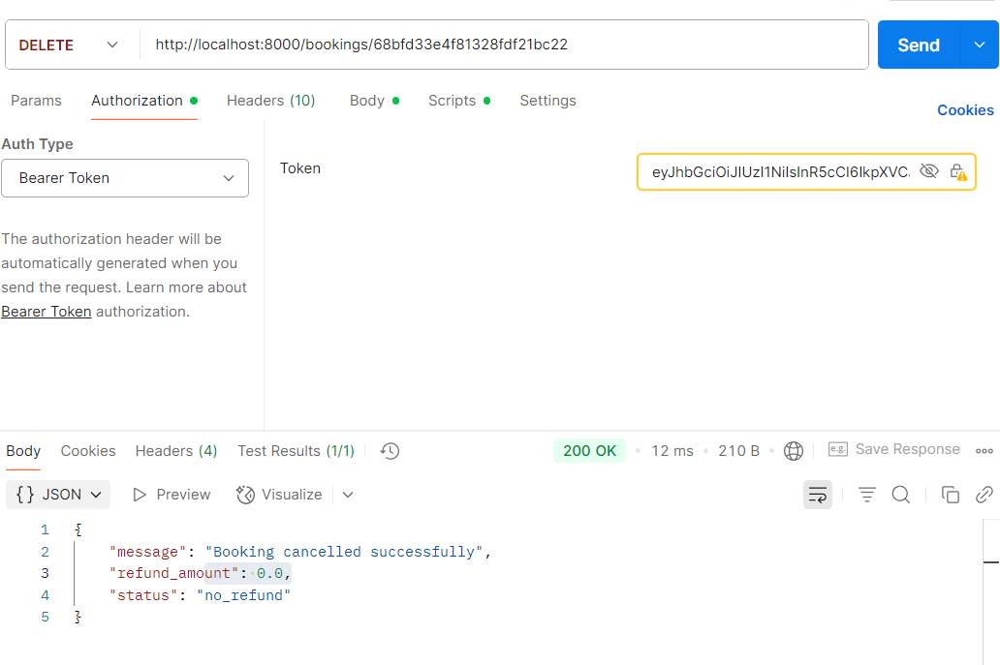 DELETE http://localhost:8000/bookings/68bfd33e4f81328fdf21bc22 Send
Params Authorization Headers (10) Body Scripts Settings Cookies
Auth Type
Bearer Token
Token eyJhbGciOiJIUzI1NiIsInR5cCI6IkpXVC.
The authorization header will be
automatically generated when you
send the request. Learn more about
Bearer Token authorization.
Body Cookies Headers (4) Test Results (1/1) 200 OK 12 ms 210 B e.g. Save Response
{} JSON Preview Visualize
1 {
2 "message": "Booking cancelled successfully",
3 "refund_amount": 0.0,
4 "status": "no_refund"
5 }